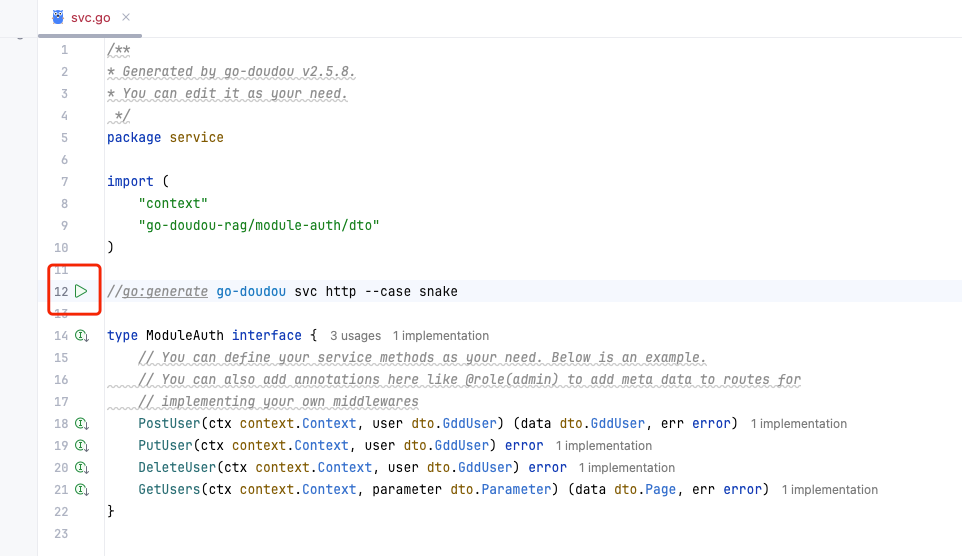 svc.go
1 /**
2 * Generated by go-doudou v2.5.8.
3 * You can edit it as your need.
4 */
5 package service
6
7 import (
8 "context"
9 "go-doudou-rag/module-auth/dto"
10 )
11
12 //go:generate go-doudou svc http --case snake
13
14 type ModuleAuth interface { 3 usages 1 implementation
15 // You can define your service methods as your need. Below is an example.
16 // You can also add annotations here like @role(admin) to add meta data to routes for
17 // implementing your own middlewares
18 PostUser(ctx context.Context, user dto.GddUser) (data dto.GddUser, err error) 1 implementation
19 PutUser(ctx context.Context, user dto.GddUser) error 1 implementation
20 DeleteUser(ctx context.Context, user dto.GddUser) error 1 implementation
21 GetUsers(ctx context.Context, parameter dto.Parameter) (data dto.Page, err error) 1 implementation
22 }
23